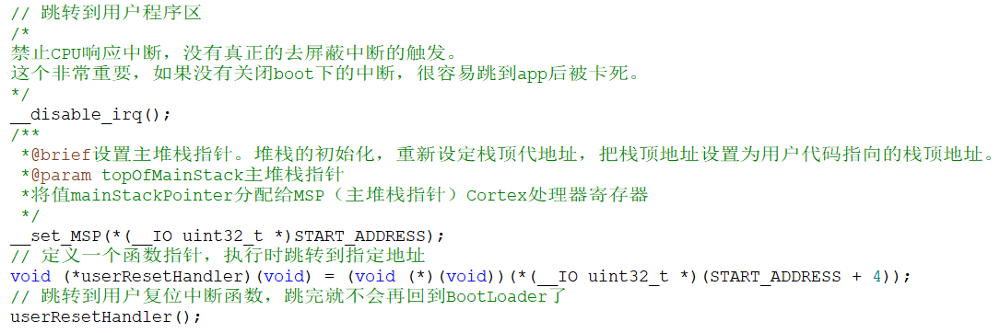 // 跳转到用户程序区
/*
禁止CPU响应中断，没有真正的去屏蔽中断的触发。
这个非常重要，如果没有关闭boot下的中断，很容易跳到app后被卡死。
*/
__disable_irq();
/**
 *@brief设置主堆栈指针。堆栈的初始化，重新设定栈顶代地址，把栈顶地址设置为用户代码指向的栈顶地址。
 *@param topOfMainStack主堆栈指针
 *将值mainStackPointer分配给MSP（主堆栈指针）Cortex处理器寄存器
 */
__set_MSP(*(__IO uint32_t *)START_ADDRESS);
// 定义一个函数指针，执行时跳转到指定地址
void (*userResetHandler)(void) = (void (*)(void))(*(__IO uint32_t *)(START_ADDRESS + 4));
// 跳转到用户复位中断函数，跳完就不会再回到BootLoader了
userResetHandler();